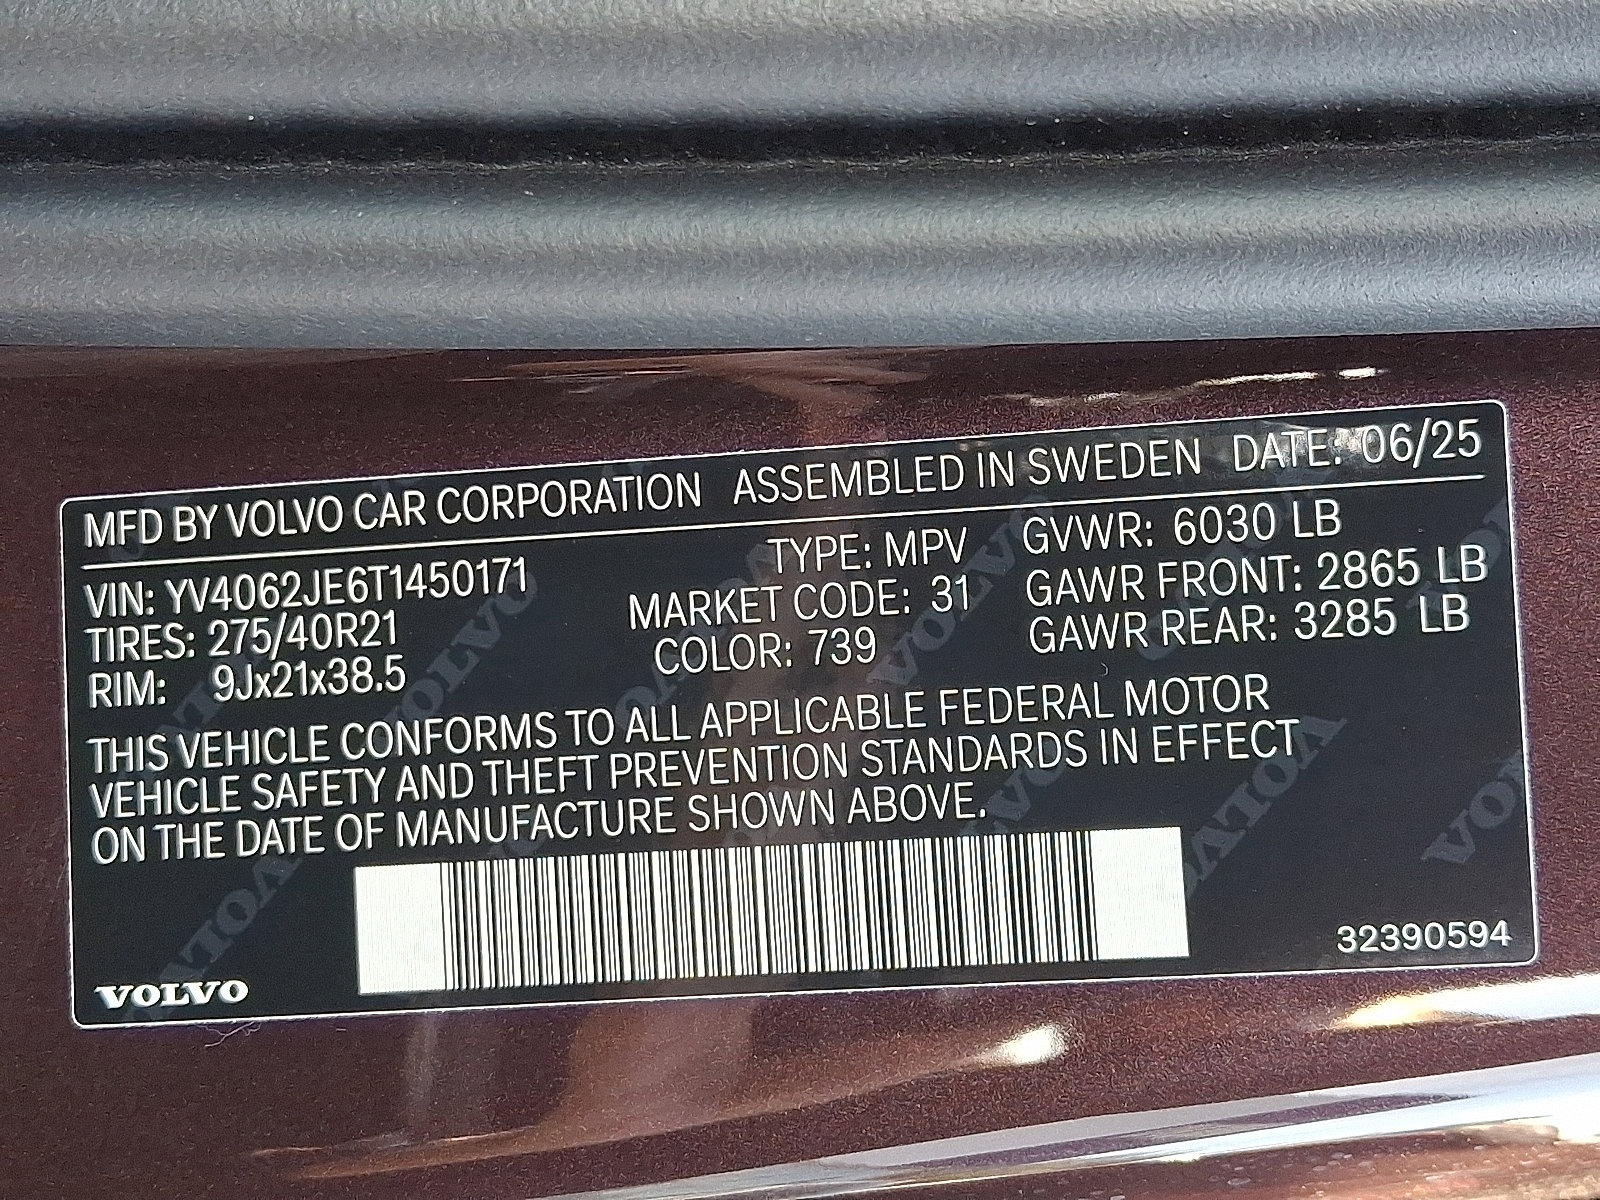 MFD BY VOLVO CAR CORPORATION ASSEMBLED IN SWEDEN DATE: 06/25
VIN: YV4062JE6T1450171 TYPE: MPV GVWR: 6030 LB
TIRES: 275/40R21 MARKET CODE: 31 GAWR FRONT: 2865 LB
RIM: 9Jx21x38.5 COLOR: 739 GAWR REAR: 3285 LB
THIS VEHICLE CONFORMS TO ALL APPLICABLE FEDERAL MOTOR
VEHICLE SAFETY AND THEFT PREVENTION STANDARDS IN EFFECT
ON THE DATE OF MANUFACTURE SHOWN ABOVE.
VOLVO 32390594